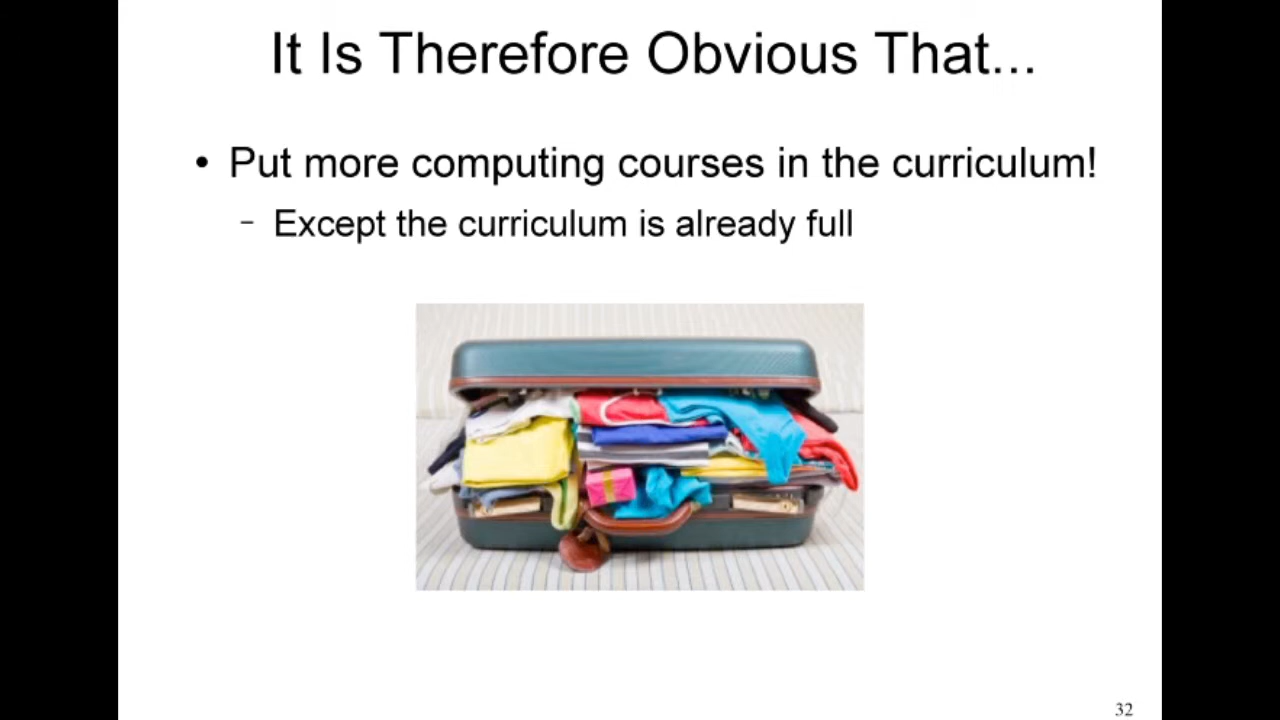 It Is Therefore Obvious That...
• Put more computing courses in the curriculum!
– Except the curriculum is already full
32